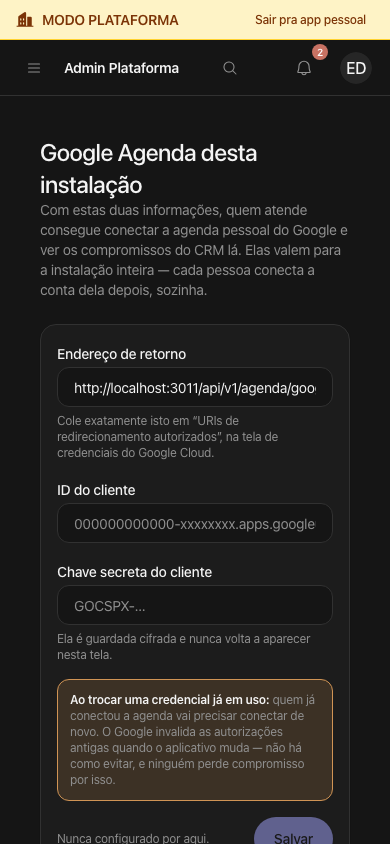 MODO PLATAFORMA
Sair pra app pessoal
Admin Plataforma
2
ED
Google Agenda desta
instalação
Com estas duas informações, quem atende
consegue conectar a agenda pessoal do Google e
ver os compromissos do CRM lá. Elas valem para
a instalação inteira — cada pessoa conecta a
conta dela depois, sozinha.
Endereço de retorno
http://localhost:3011/api/v1/agenda/goo
Cole exatamente isto em “URIs de
redirecionamento autorizados”, na tela de
credenciais do Google Cloud.
ID do cliente
000000000000-xxxxxxxx.apps.google
Chave secreta do cliente
GOCSPX-...
Ela é guardada cifrada e nunca volta a aparecer
nesta tela.
Ao trocar uma credencial já em uso: quem já
conectou a agenda vai precisar conectar de
novo. O Google invalida as autorizações
antigas quando o aplicativo muda — não há
como evitar, e ninguém perde compromisso
por isso.
Nunca configurado por aqui.
Salvar